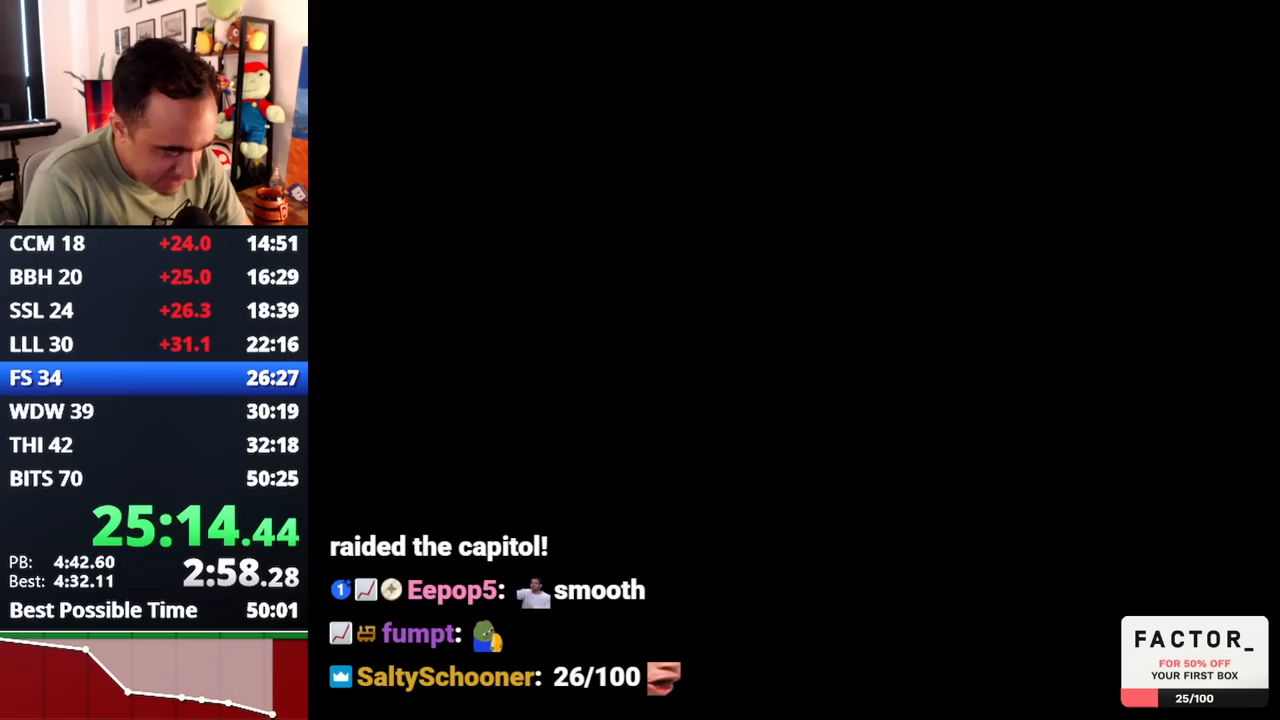 CCM 18 +24.0 14:51
BBH 20 +25.0 16:29
SSL 24 +26.3 18:39
LLL 30 +31.1 22:16
FS 34 26:27
WDW 39 30:19
THI 42 32:18
BITS 70 50:25
25:14.44
PB: 4:42.60
Best: 4:32.11
2:58.28
Best Possible Time 50:01
raided the capitol!
1 Eepop5: smooth
fumpt:
SaltySchooner: 26/100
FACTOR_
FOR 50% OFF
YOUR FIRST BOX
25/100